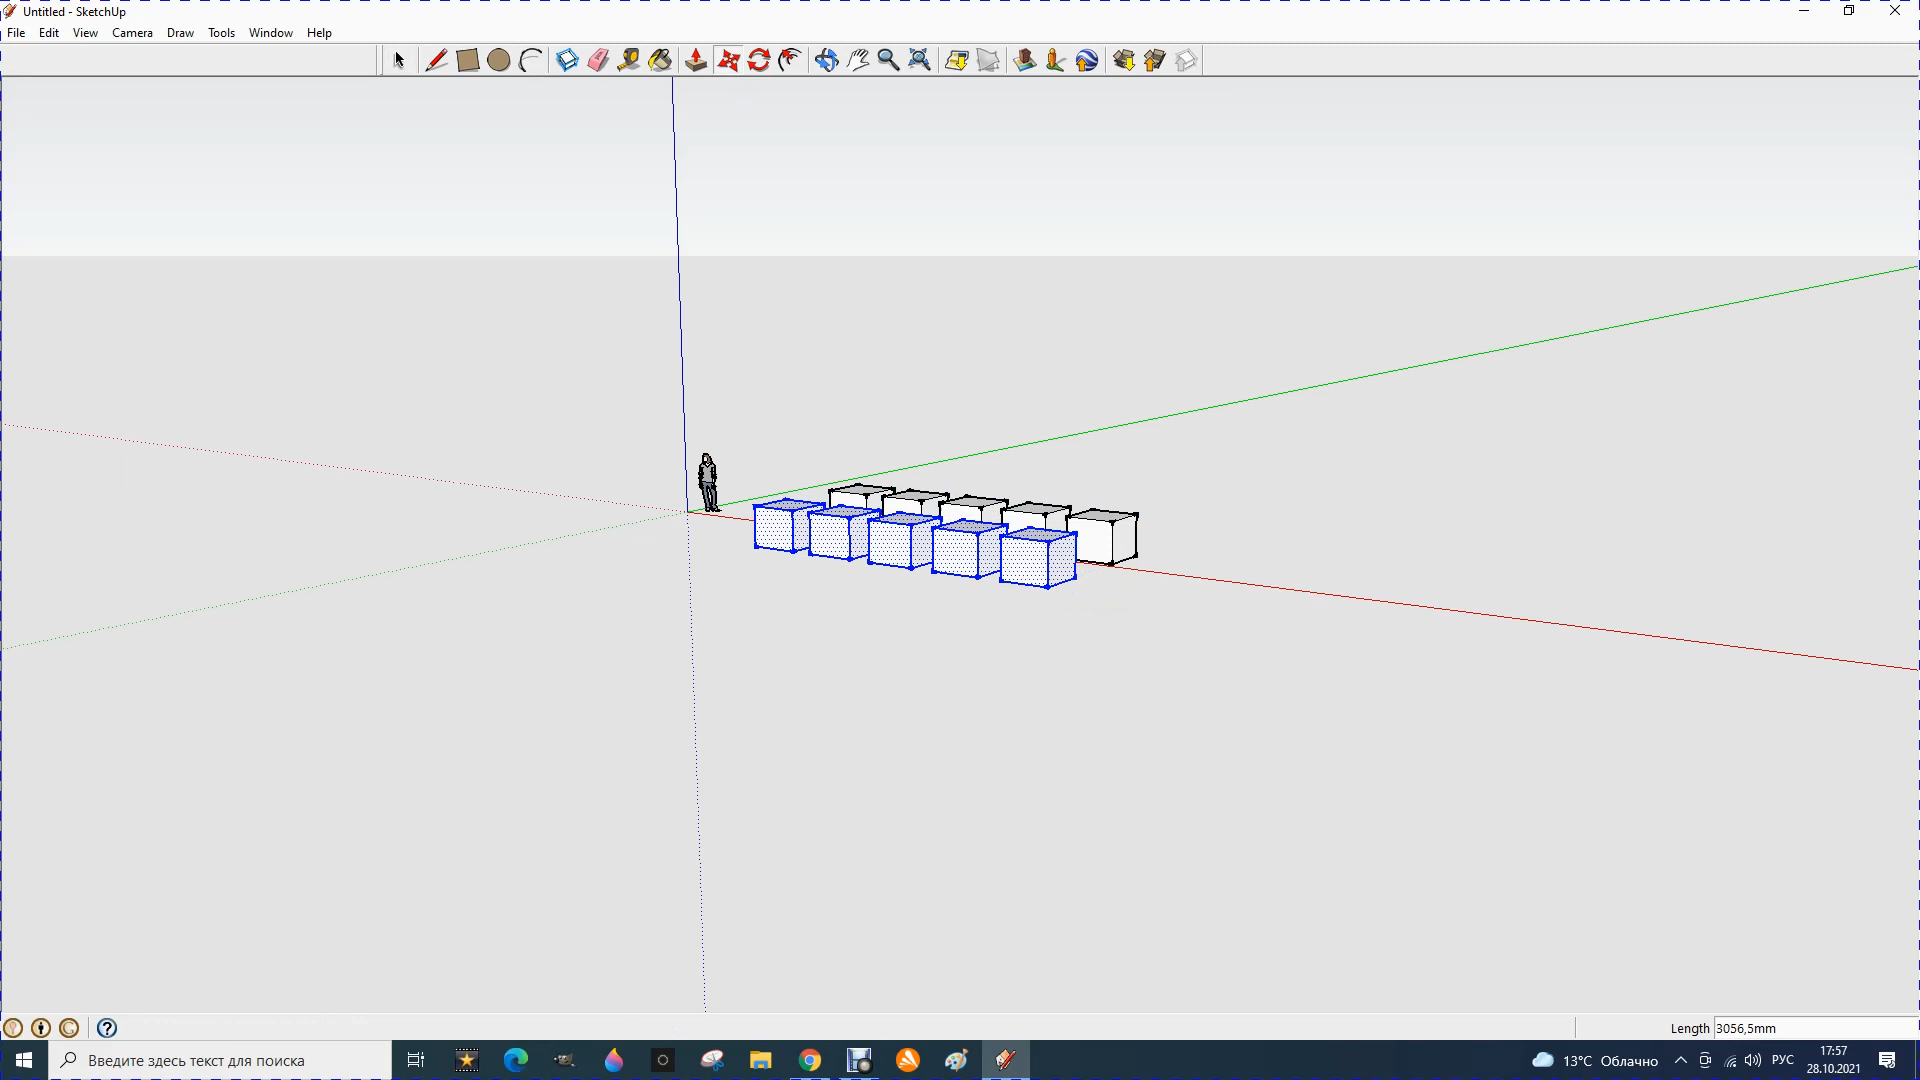 Untitled - SketchUp
File Edit View Camera Draw Tools Window Help
Length 3056,5mm
Введите здесь текст для поиска
13°C Облачно
РУС
17:57
28.10.2021